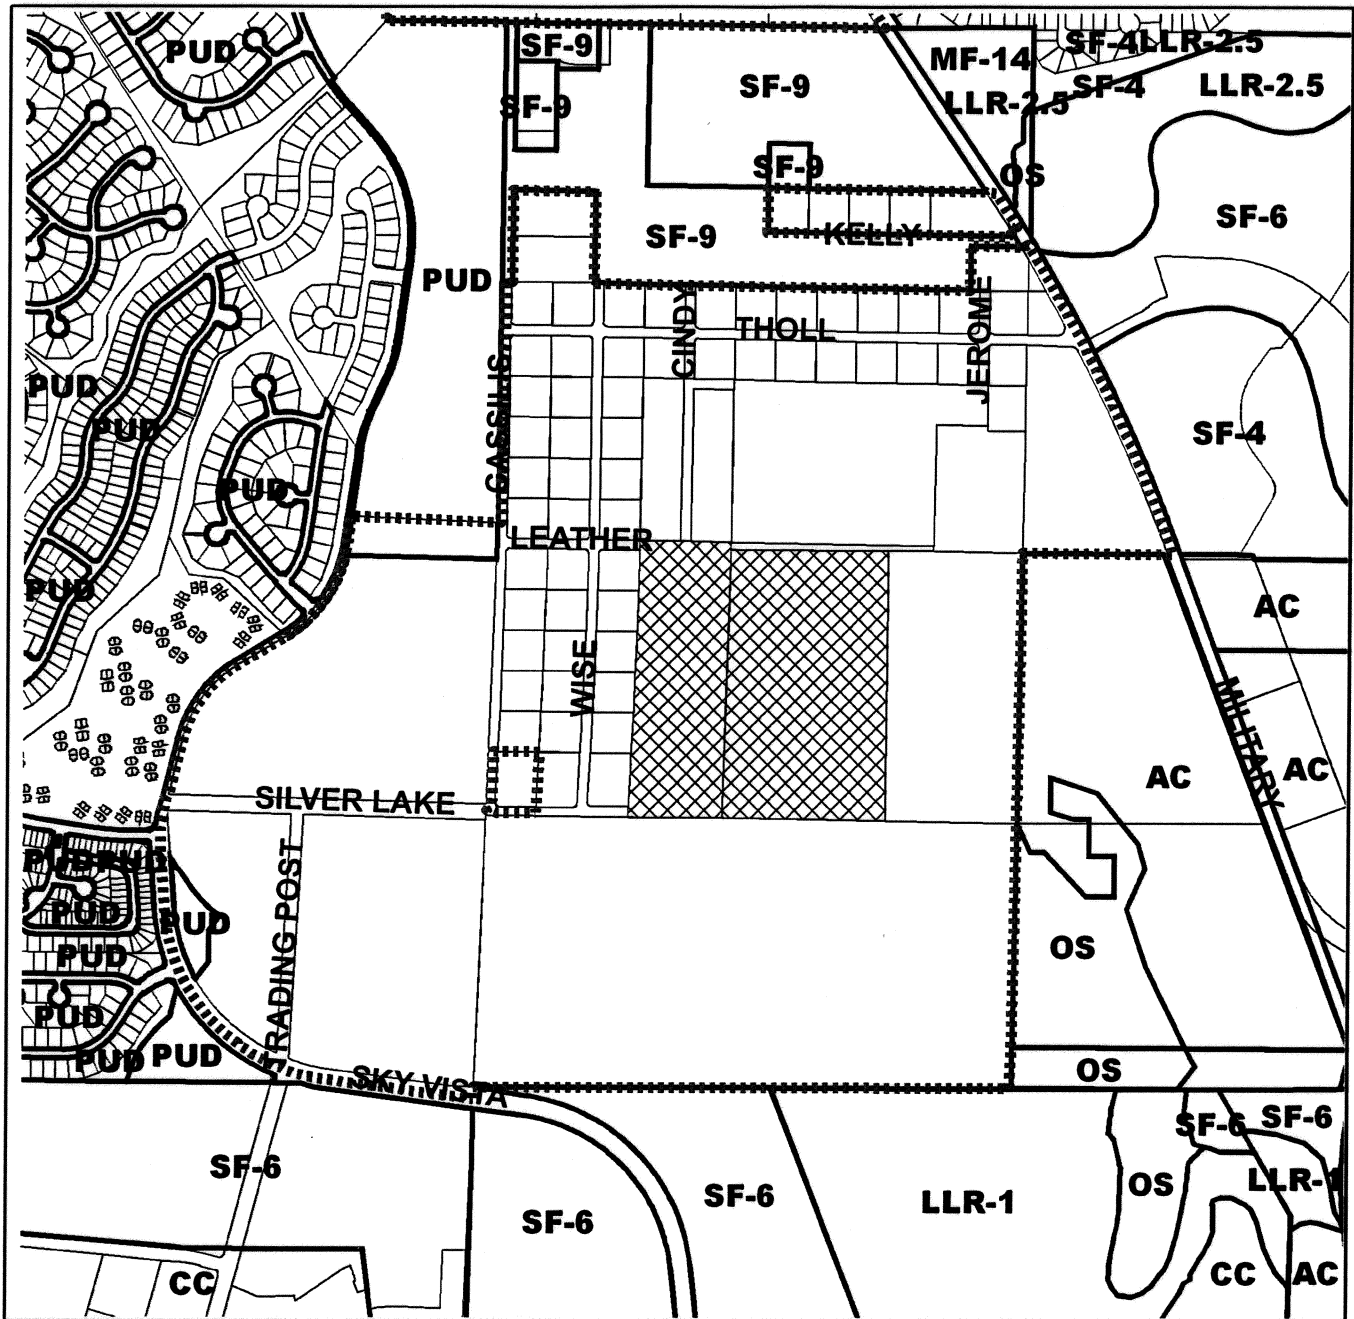 PUD
SF-9
SF-4
LLR-2.5
MF-14
SF-9
SF-4
LLR-2.5
LLR-2.5
SF-9
SF-9
OS
SF-6
SF-9
KELLY
PUD
CINDY
THOLL
JEROME
CASSILIS
PUD
PUD
SF-4
PUD
LEATHER
PUD
AC
WISE
MILITARY
AC
AC
SILVER LAKE
PUD
PUD
TRADING POST
PUD
PUD
PUD
OS
PUD
PUD
PUD
OS
SKY VISTA
SF-6
SF-6
SF-6
LLR-1
OS
LLR-1
SF-6
SF-6
LLR-1
CC
CC
AC